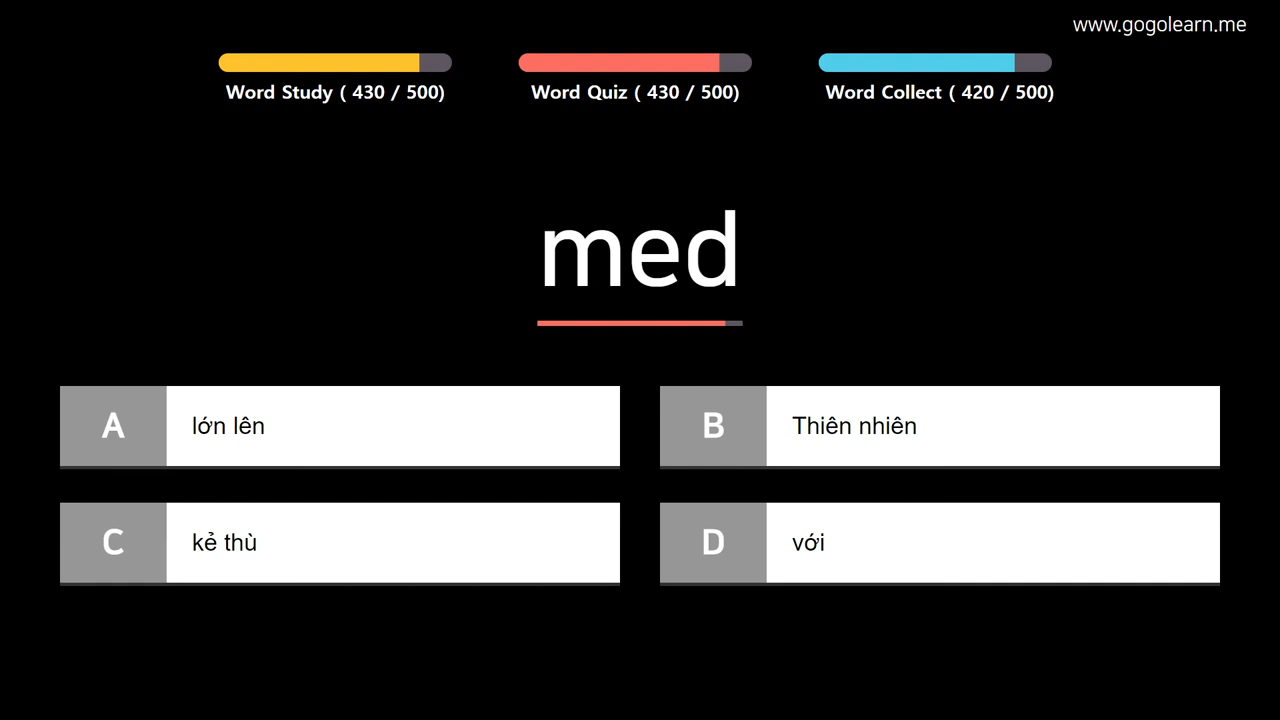 www.gogolearn.me
Word Study ( 430 / 500)
Word Quiz ( 430 / 500)
Word Collect ( 420 / 500)
med
A lớn lên
B Thiên nhiên
C kẻ thù
D với